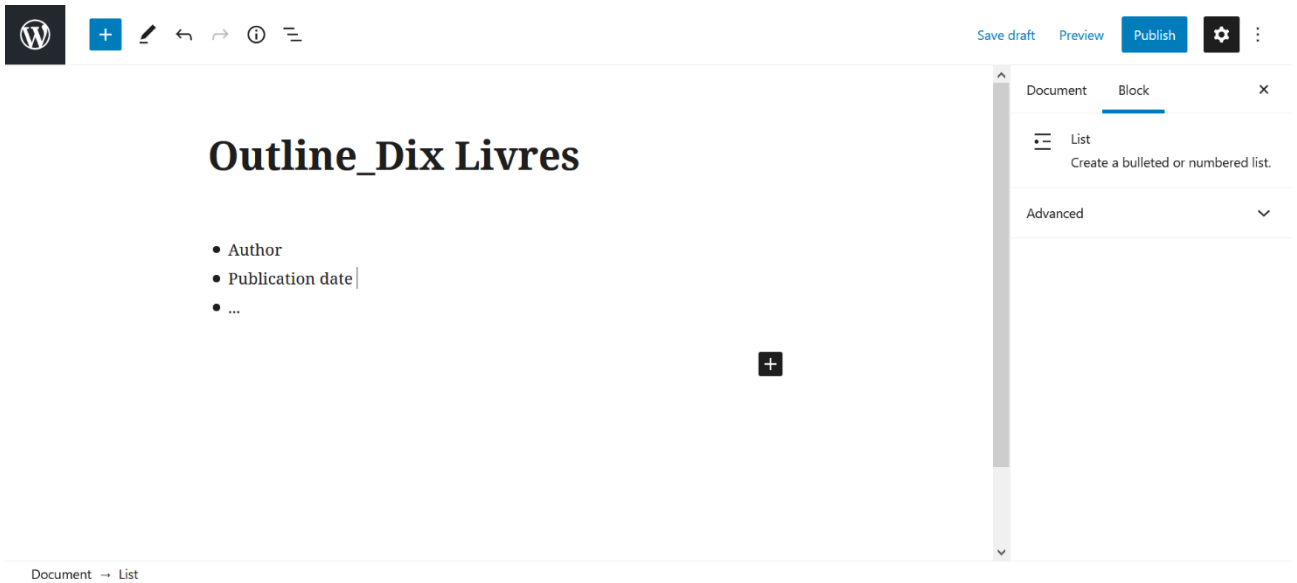 Save draft Preview Publish
Document Block
Outline_Dix Livres
List
Create a bulleted or numbered list.
Advanced
• Author
• Publication date
• ...
Document → List